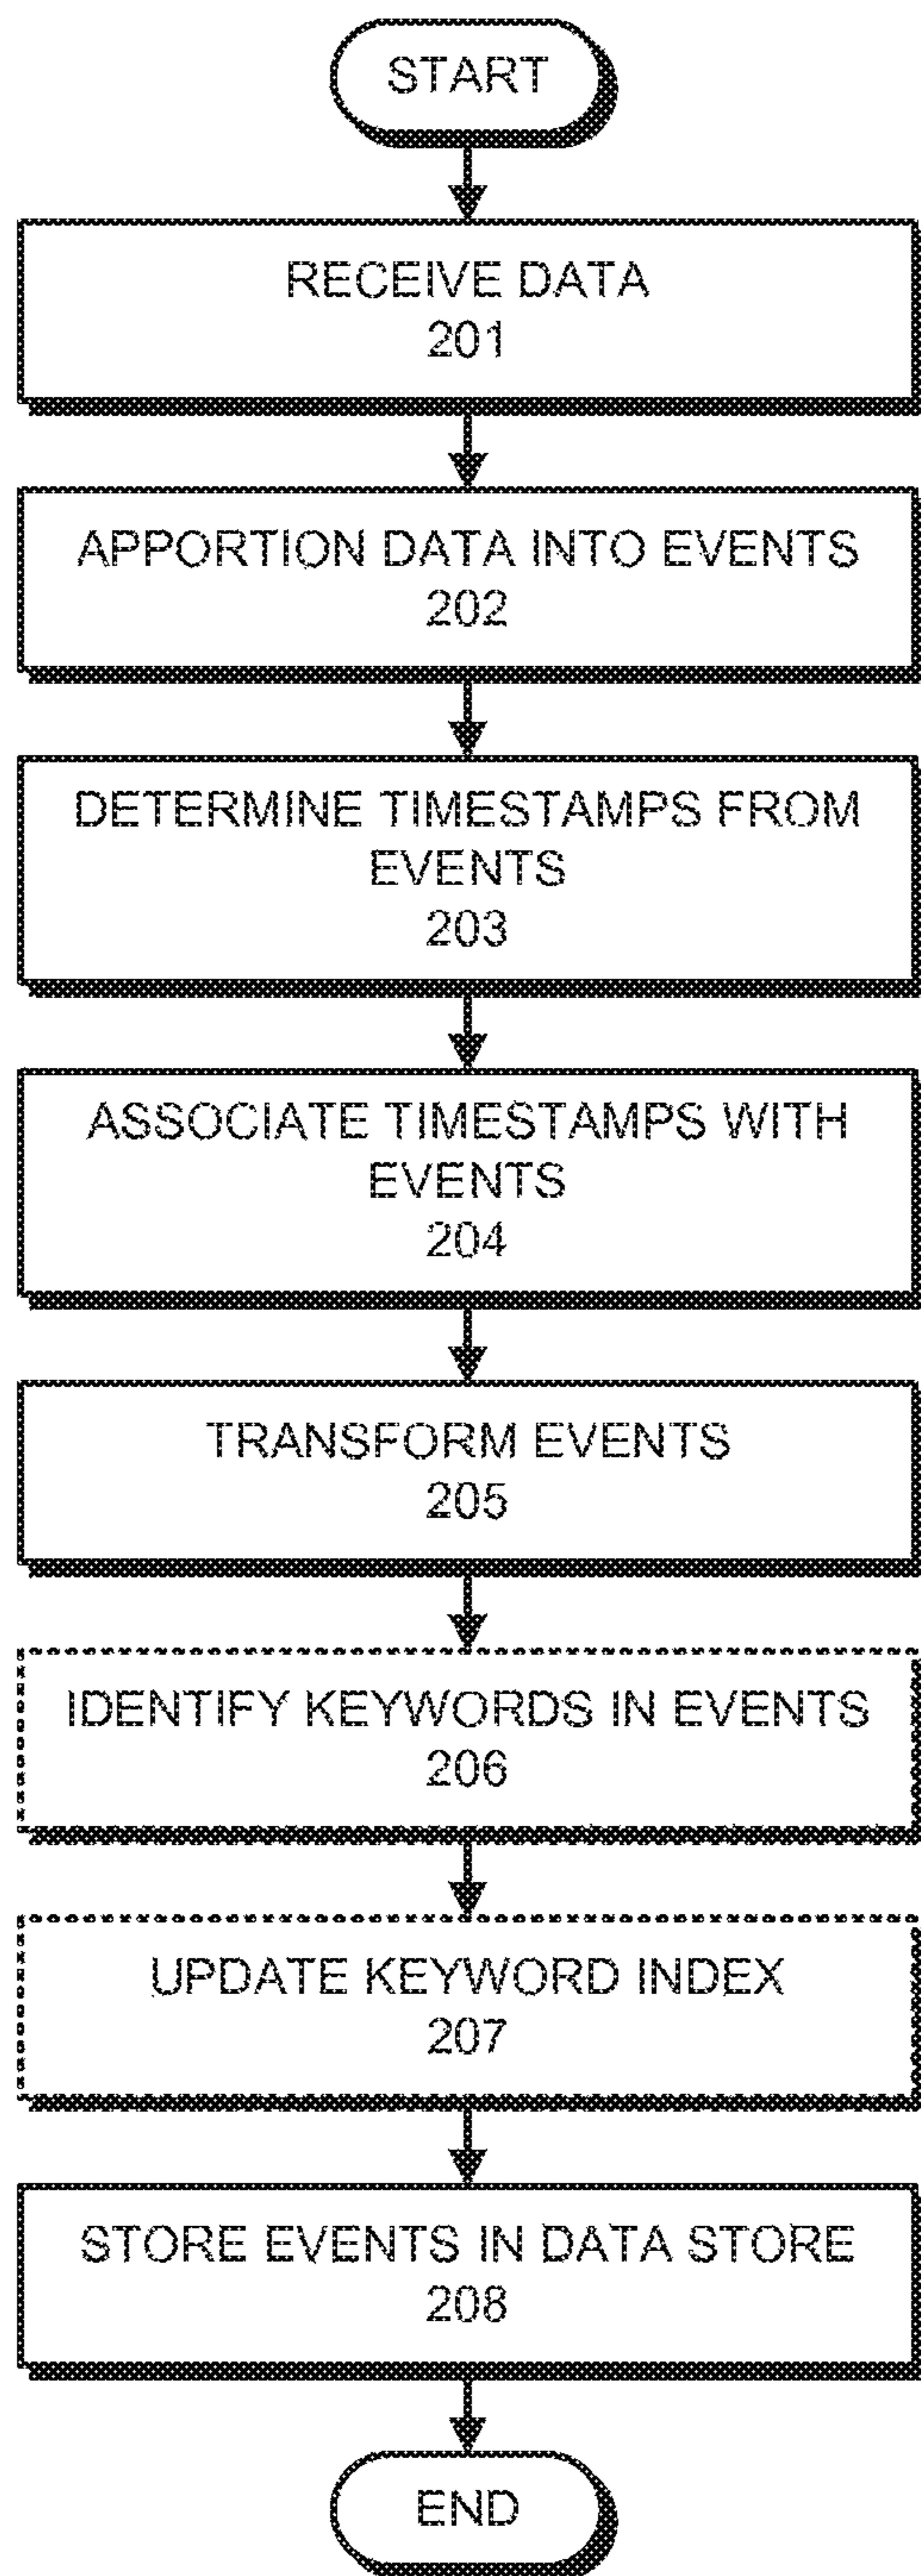 START
RECEIVE DATA
201
APPORTION DATA INTO EVENTS
202
DETERMINE TIMESTAMPS FROM
EVENTS
203
ASSOCIATE TIMESTAMPS WITH
EVENTS
204
TRANSFORM EVENTS
205
IDENTIFY KEYWORDS IN EVENTS
206
UPDATE KEYWORD INDEX
207
STORE EVENTS IN DATA STORE
208
END